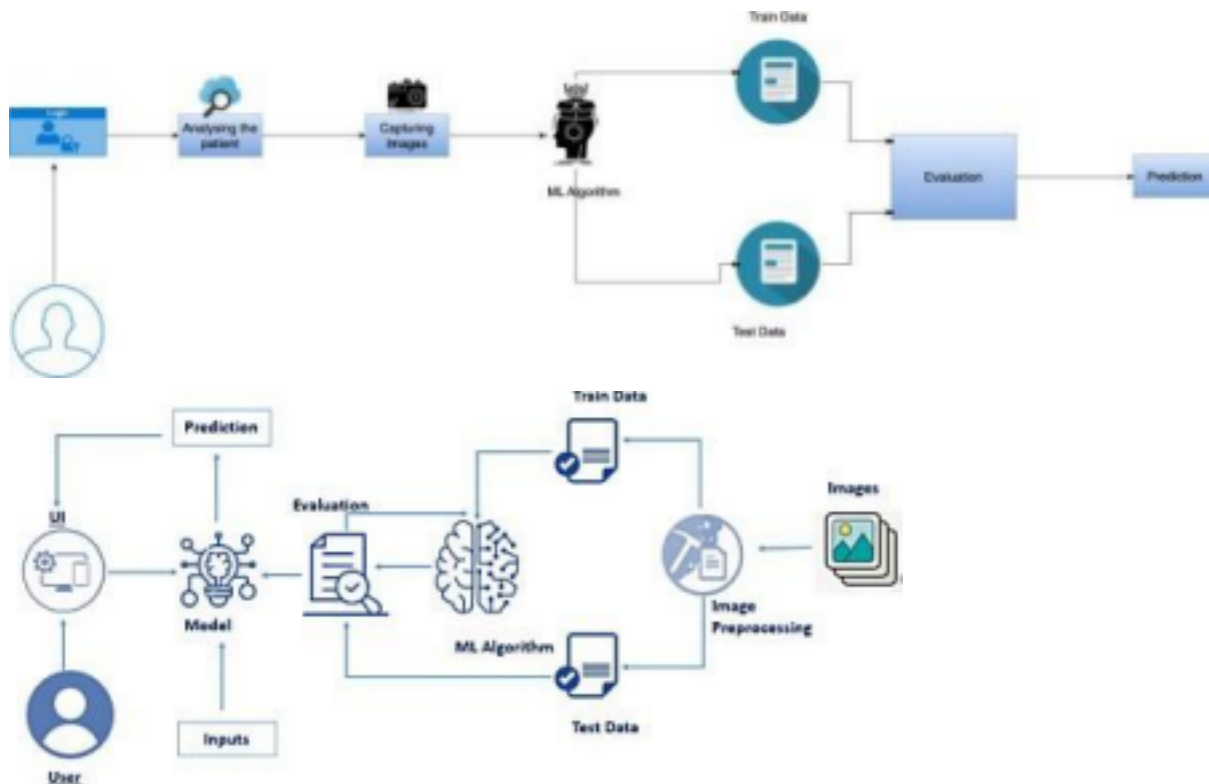 Train Data
Login
Analysing the
patient
Capturing
Images
ML Algorithm
Evaluation
Prediction
Test Data
Train Data
Prediction
Images
Evaluation
UI
Image
Preprocessing
Model
ML Algorithm
Test Data
Inputs
User